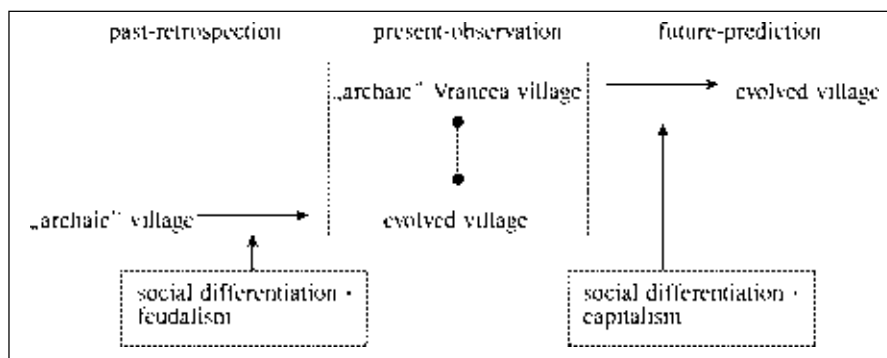 past-retrospection present-observation future-prediction
„archaic” Vrancea village evolved village
„archaic” village evolved village
social differentiation · social differentiation ·
feudalism capitalism